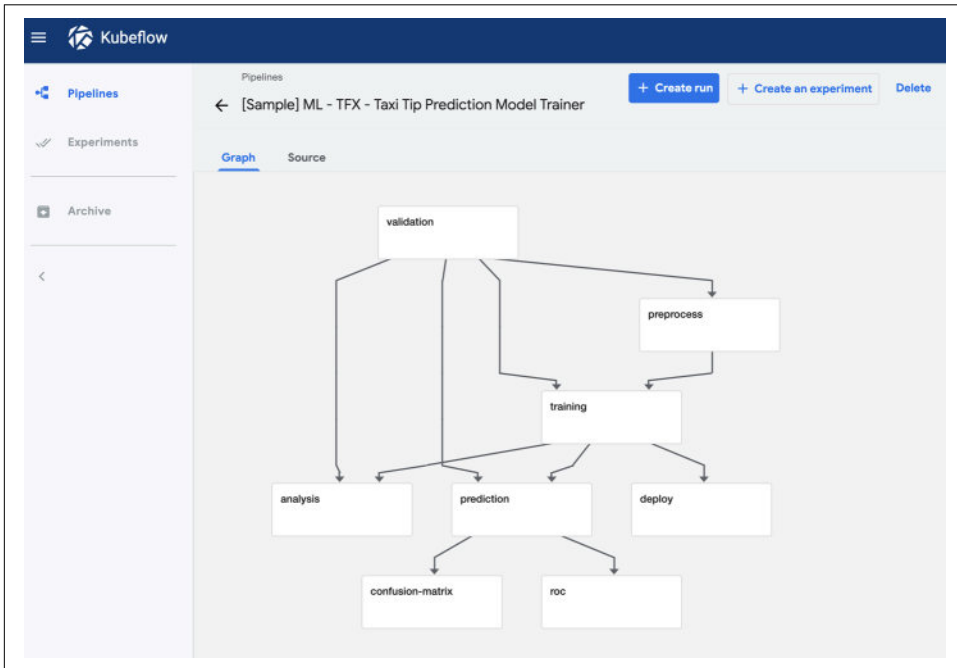 Kubeflow
Pipelines
Experiments
Archive
Pipelines
[Sample] ML - TFX - Taxi Tip Prediction Model Trainer
+ Create run
+ Create an experiment
Delete
Graph
Source
validation
preprocess
training
analysis
prediction
deploy
confusion-matrix
roc